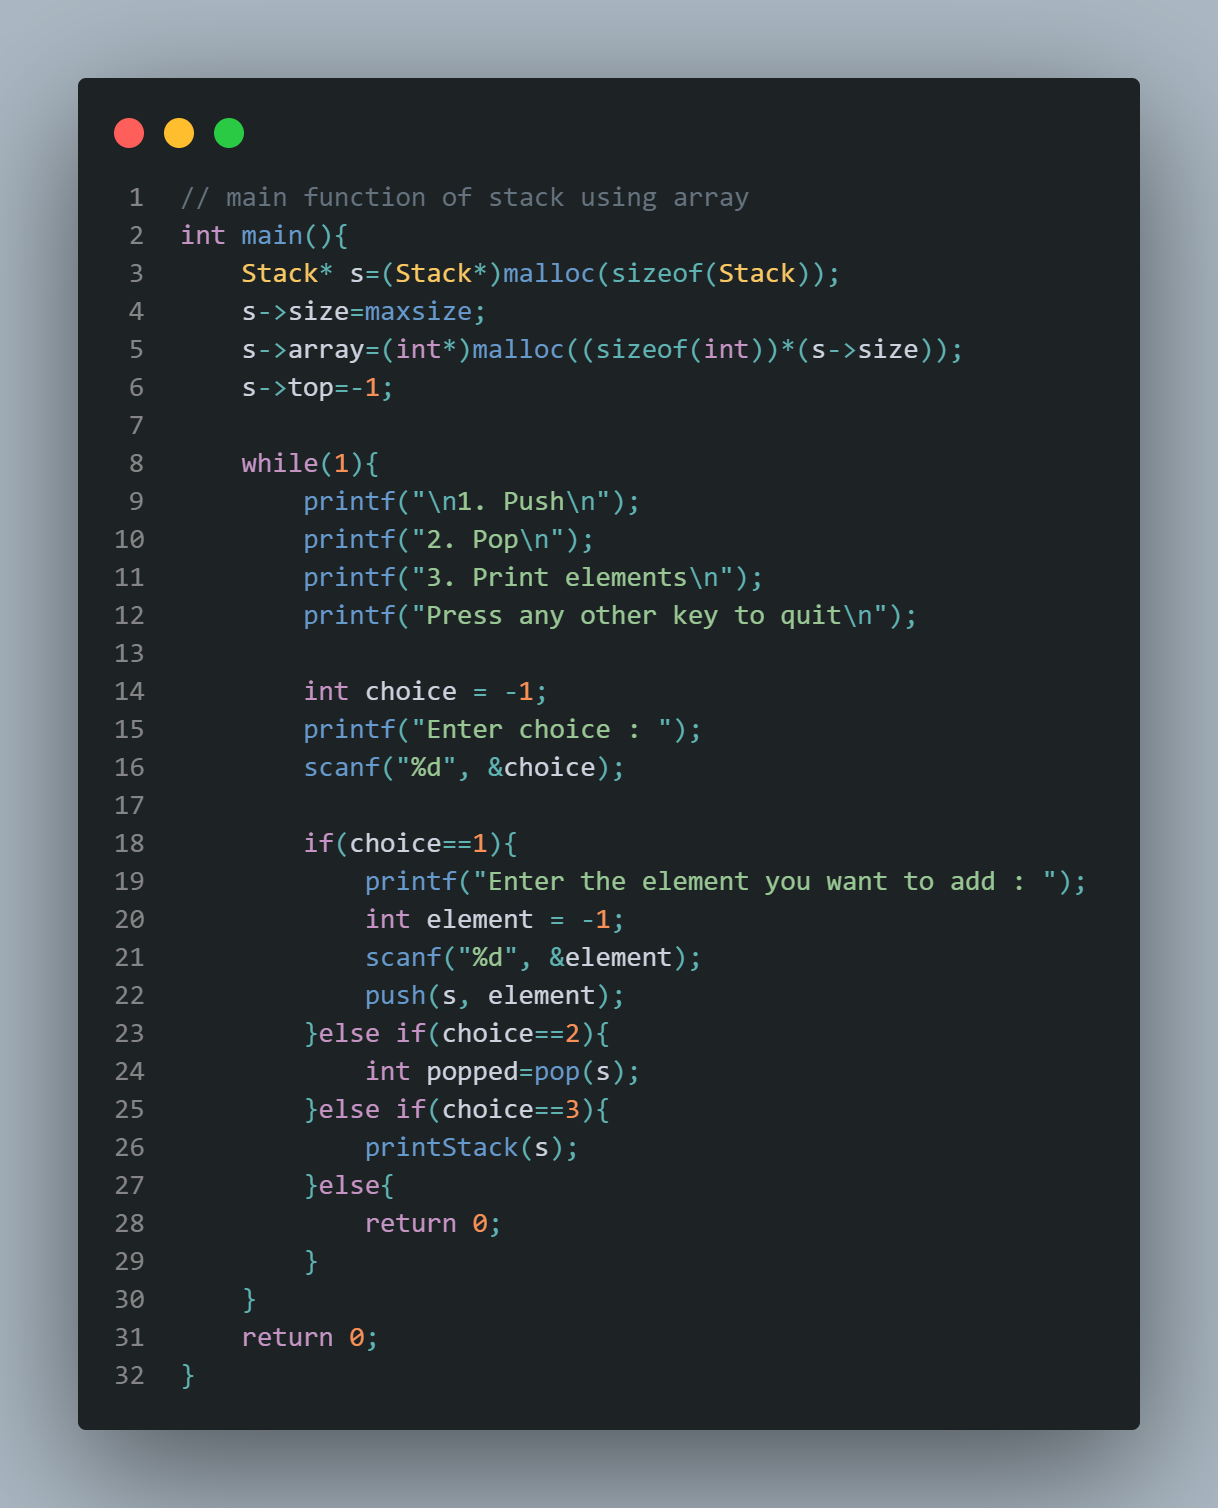 1 // main function of stack using array
2 int main(){
3     Stack* s=(Stack*)malloc(sizeof(Stack));
4     s->size=maxsize;
5     s->array=(int*)malloc((sizeof(int))*(s->size));
6     s->top=-1;
7
8     while(1){
9         printf("\n1. Push\n");
10         printf("2. Pop\n");
11         printf("3. Print elements\n");
12         printf("Press any other key to quit\n");
13
14         int choice = -1;
15         printf("Enter choice : ");
16         scanf("%d", &choice);
17
18         if(choice==1){
19             printf("Enter the element you want to add : ");
20             int element = -1;
21             scanf("%d", &element);
22             push(s, element);
23         }else if(choice==2){
24             int popped=pop(s);
25         }else if(choice==3){
26             printStack(s);
27         }else{
28             return 0;
29         }
30     }
31     return 0;
32 }